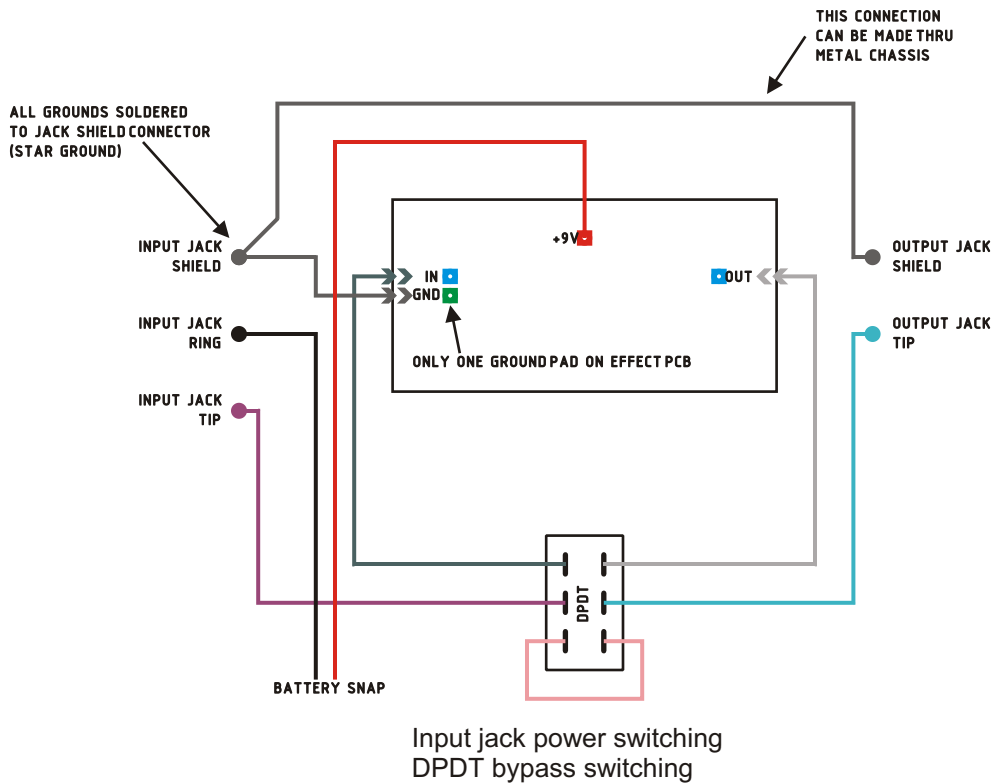 THIS CONNECTION
CAN BE MADE THRU
METAL CHASSIS
ALL GROUNDS SOLDERED
TO JACK SHIELD CONNECTOR
(STAR GROUND)
+9V
INPUT JACK
SHIELD
OUTPUT JACK
SHIELD
IN
OUT
GND
INPUT JACK
RING
OUTPUT JACK
TIP
ONLY ONE GROUND PAD ON EFFECT PCB
INPUT JACK
TIP
DPDT
BATTERY SNAP
Input jack power switching
DPDT bypass switching